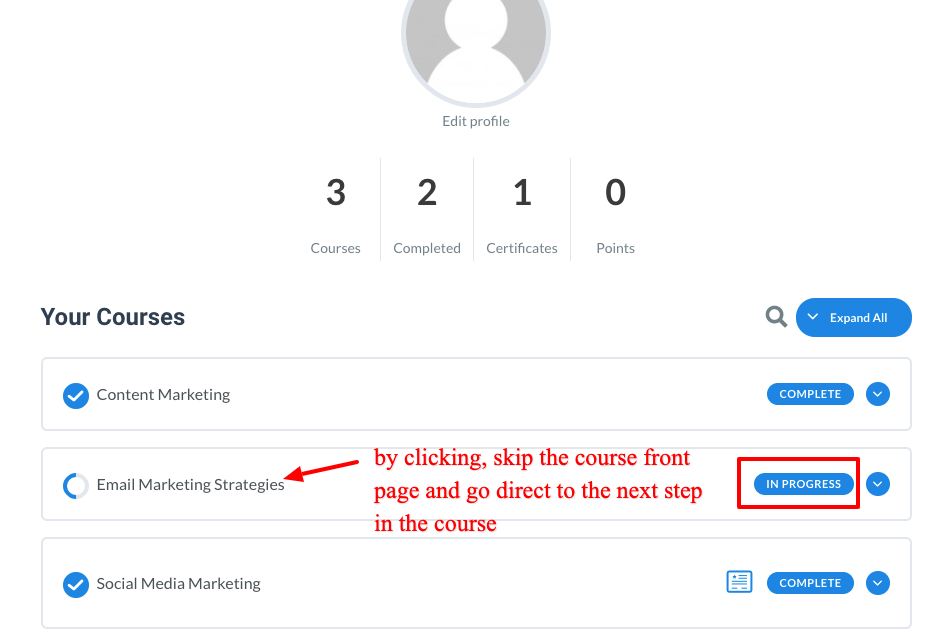 Edit profile
3 2 1 0
Courses Completed Certificates Points
Your Courses
Expand All
Content Marketing COMPLETE
by clicking, skip the course front
Email Marketing Strategies IN PROGRESS
page and go direct to the next step
in the course
Social Media Marketing COMPLETE